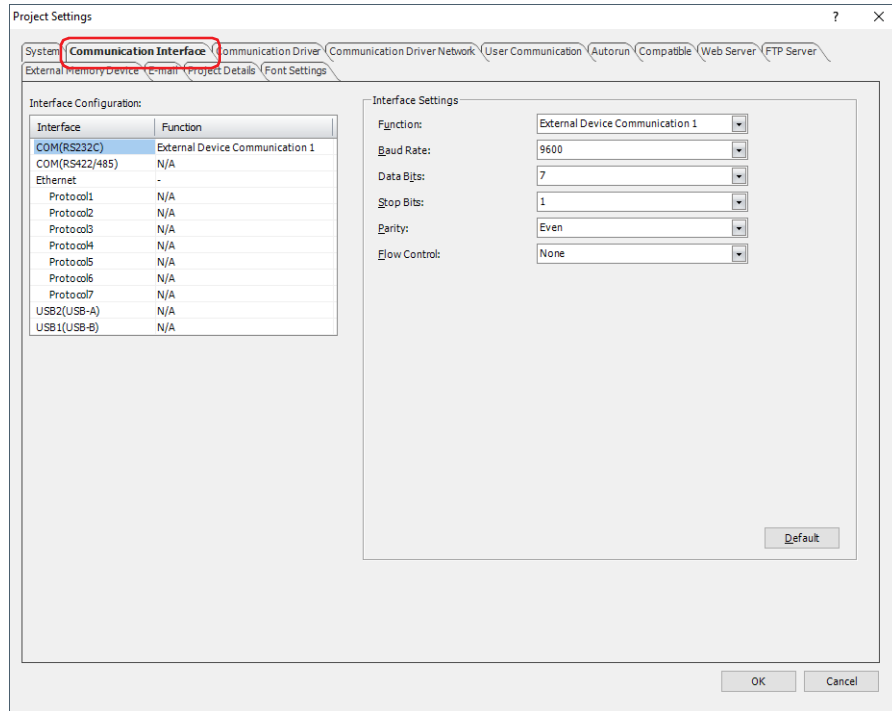 Project Settings ? ×
System Communication Interface Communication Driver Communication Driver Network User Communication Autorun Compatible Web Server FTP Server
External Memory Device E-mail Project Details Font Settings
Interface Configuration:
Interface Function
COM(RS232C) External Device Communication 1
COM(RS422/485) N/A
Ethernet -
Protocol1 N/A
Protocol2 N/A
Protocol3 N/A
Protocol4 N/A
Protocol5 N/A
Protocol6 N/A
Protocol7 N/A
USB2(USB-A) N/A
USB1(USB-B) N/A
Interface Settings
Function: External Device Communication 1
Baud Rate: 9600
Data Bits: 7
Stop Bits: 1
Parity: Even
Flow Control: None
Default
OK Cancel